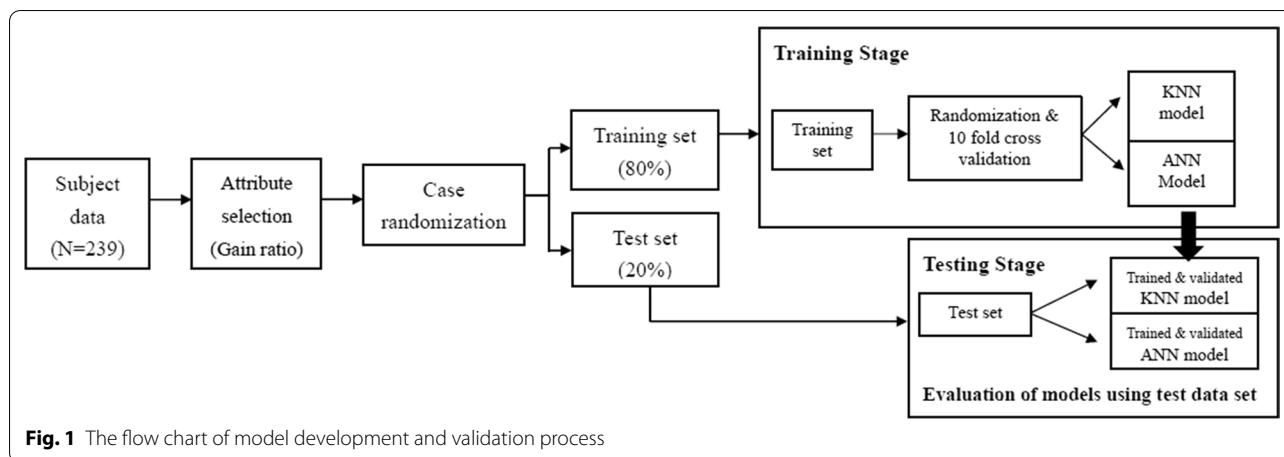 Subject
data
(N=239)
Attribute
selection
(Gain ratio)
Case
randomization
Training set
(80%)
Test set
(20%)
Training Stage
Training
set
Randomization &
10 fold cross
validation
KNN
model
ANN
Model
Testing Stage
Test set
Trained & validated
KNN model
Trained & validated
ANN model
Evaluation of models using test data set
Fig. 1 The flow chart of model development and validation process